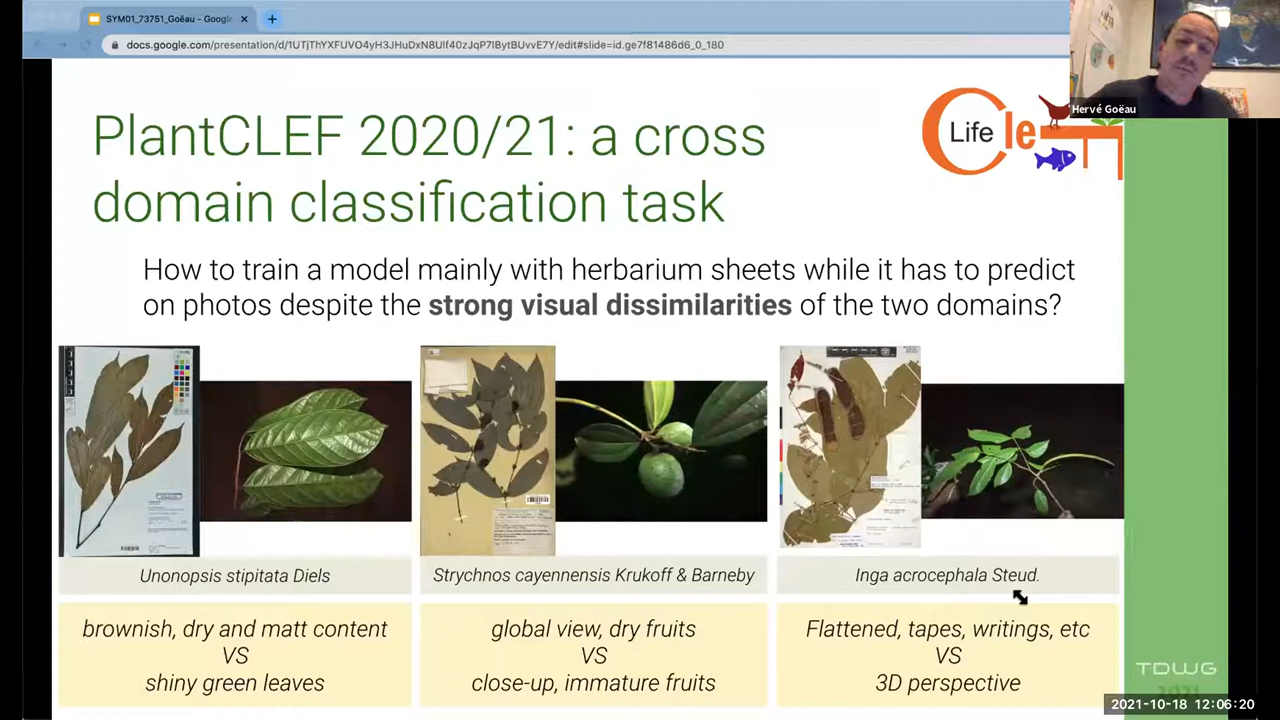 SYM01_73751_Goëau - Google
docs.google.com/presentation/d/1UTjThYXFUVO4yH3JHuDxN8Ulf40zJqP7IBytBUvvE7Y/edit#slide=id.ge7f81486d6_0_180
Hervé Goëau
PlantCLEF 2020/21: a cross
domain classification task
Life
Cle
How to train a model mainly with herbarium sheets while it has to predict
on photos despite the strong visual dissimilarities of the two domains?
Unonopsis stipitata Diels
Strychnos cayennensis Krukoff & Barneby
Inga acrocephala Steud.
brownish, dry and matt content
VS
shiny green leaves
global view, dry fruits
VS
close-up, immature fruits
Flattened, tapes, writings, etc
VS
3D perspective
TDWG
2021
2021-10-18 12:06:20